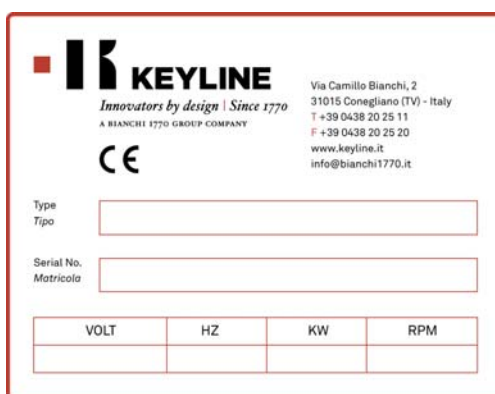 KEYLINE
Innovators by design | Since 1770
A BIANCHI 1770 GROUP COMPANY
CE
Via Camillo Bianchi, 2
31015 Conegliano (TV) - Italy
T +39 0438 20 25 11
F +39 0438 20 25 20
www.keyline.it
info@bianchi1770.it
Type
Tipo
Serial No.
Matricola
VOLT HZ KW RPM